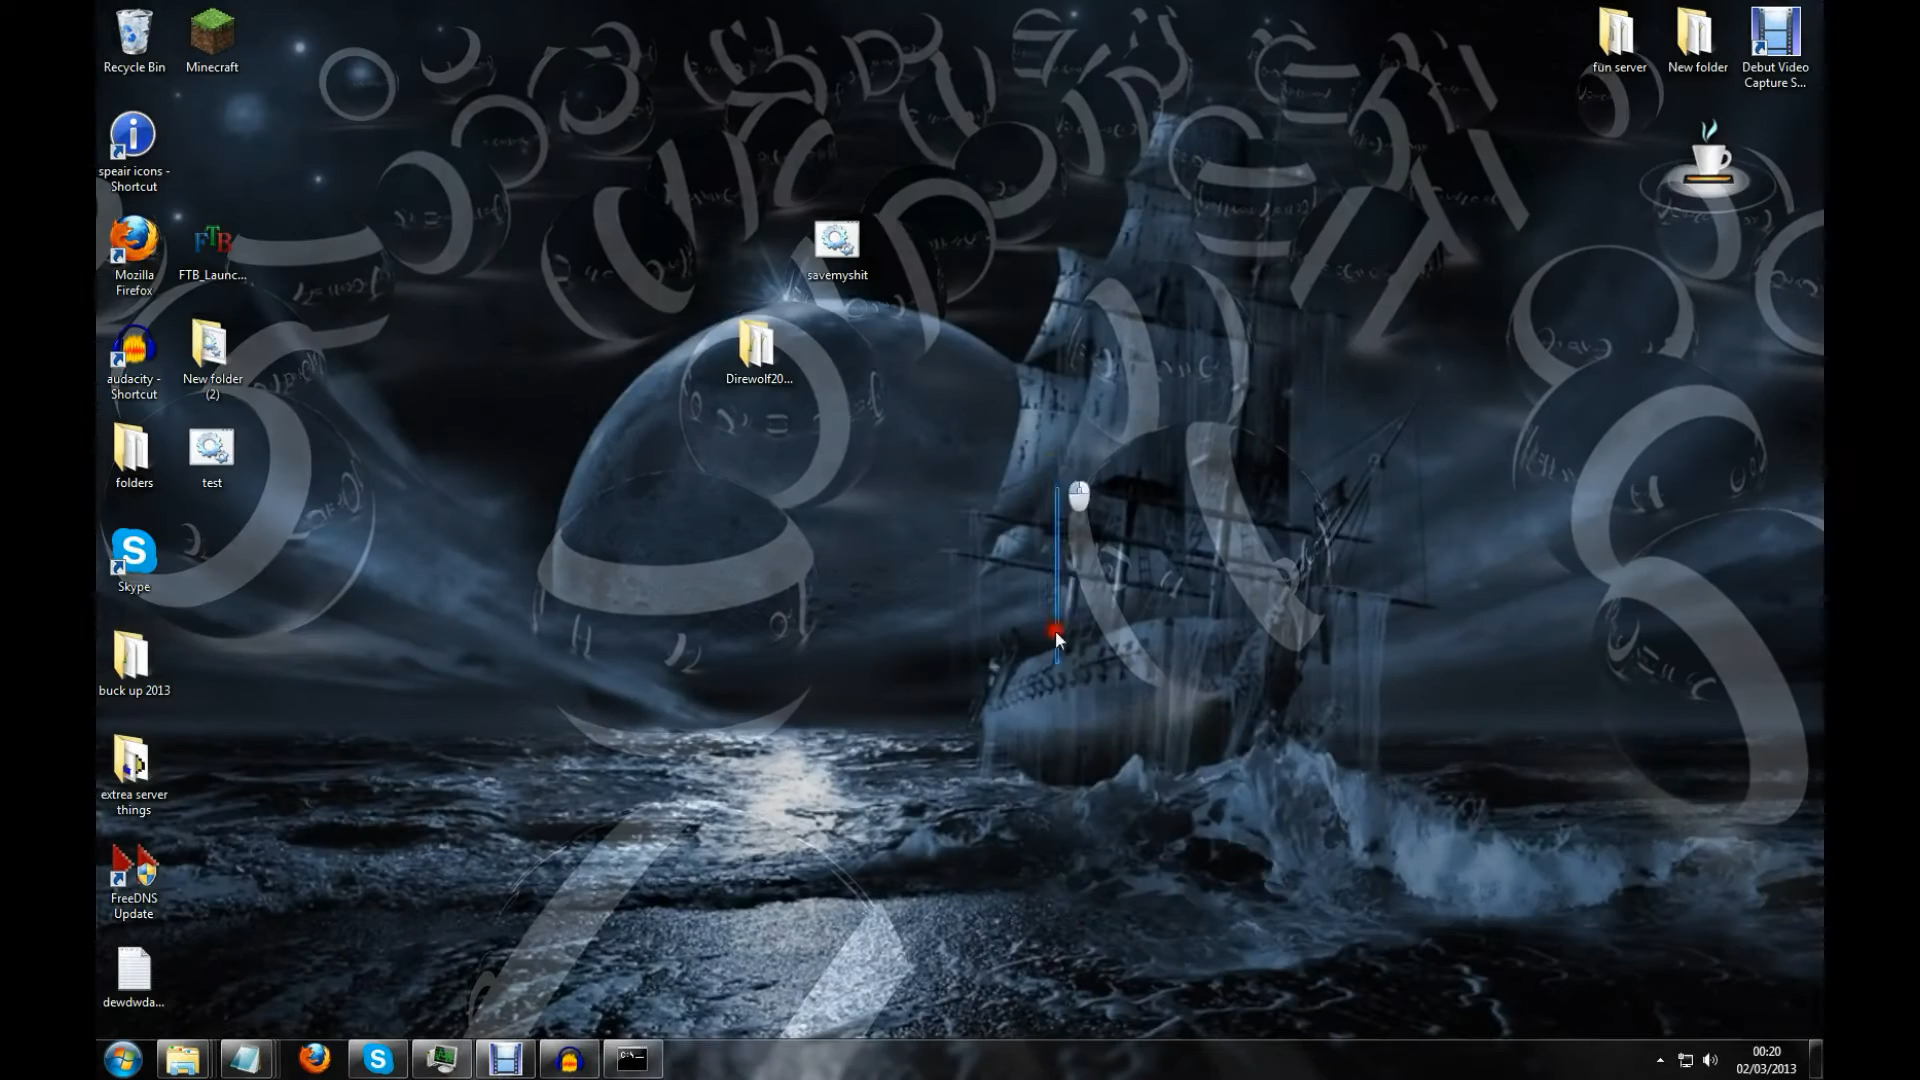 Recycle Bin
Minecraft
fun server
New folder
Debut Video
Capture S...
speair icons -
Shortcut
Mozilla
Firefox
FTB
FTB_Launc...
savemyshit
audacity -
Shortcut
New folder
(2)
Direwolf20...
folders
test
Skype
buck up 2013
extrea server
things
FreeDNS
Update
dewdwda...
C:\_
00:20
02/03/2013